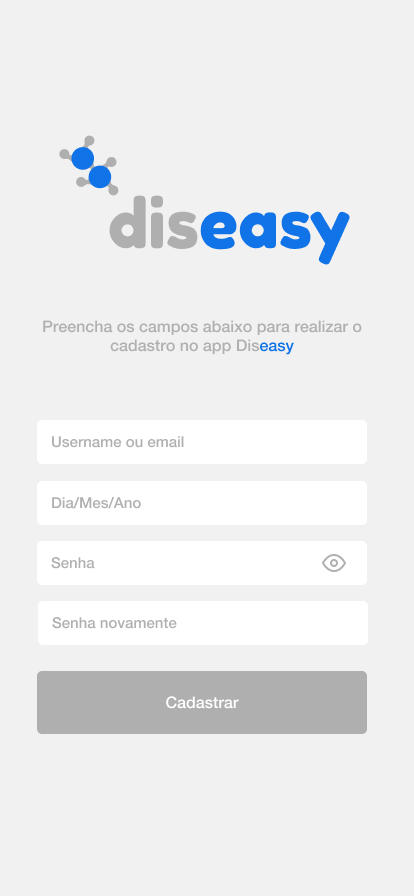 diseasy
Preencha os campos abaixo para realizar o
cadastro no app Diseasy
Username ou email
Dia/Mes/Ano
Senha
Senha novamente
Cadastrar